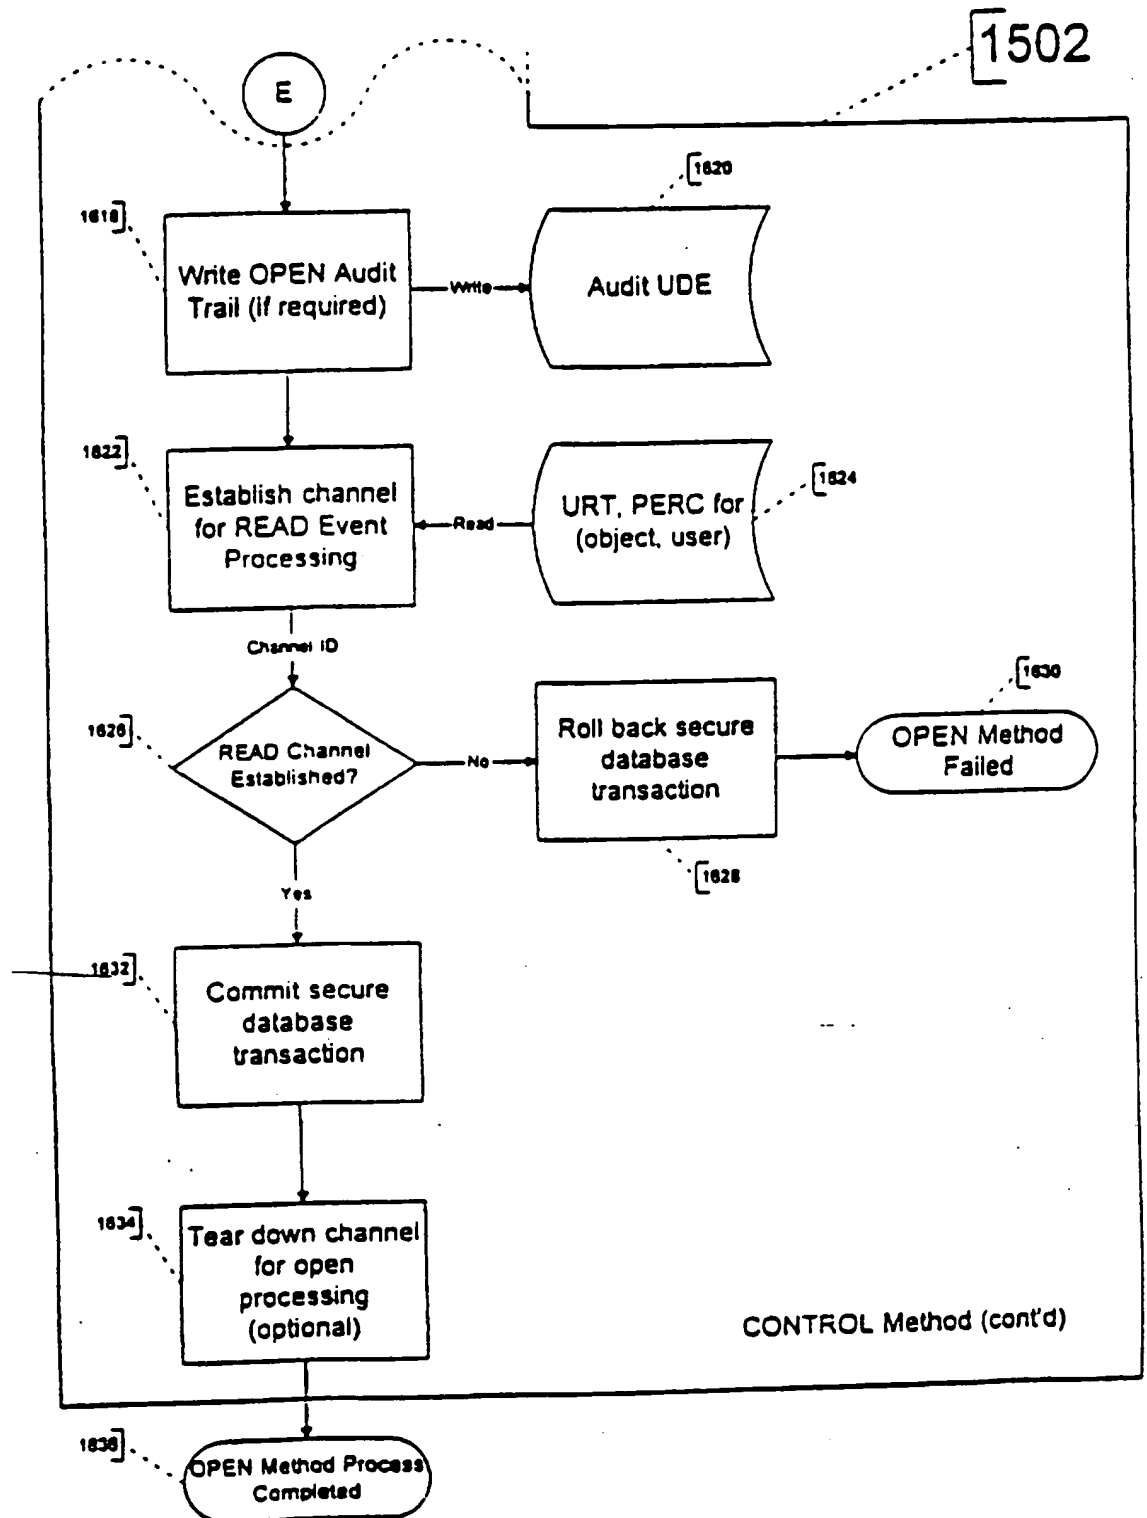 1502
E
1618
Write OPEN Audit
Trail (if required)
Write
1620
Audit UDE
1622
Establish channel
for READ Event
Processing
Read
URT, PERC for
(object, user)
1624
Channel ID
1626
READ Channel
Established?
No
Roll back secure
database
transaction
1628
1630
OPEN Method
Failed
Yes
1632
Commit secure
database
transaction
1634
Tear down channel
for open
processing
(optional)
CONTROL Method (cont'd)
1636
OPEN Method Process
Completed